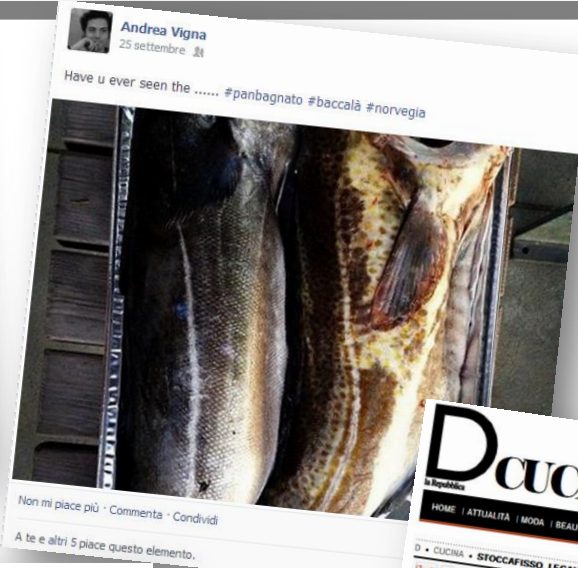 Andrea Vigna
25 settembre
Have u ever seen the ...... #panbagnato #baccalà #norvegia
Non mi piace più · Commenta · Condividi
A te e altri 5 piace questo elemento.
D CUC
la Repubblica
HOME | ATTUALITÀ | MODA | BEAU
D • CUCINA • STOCCAFISSO